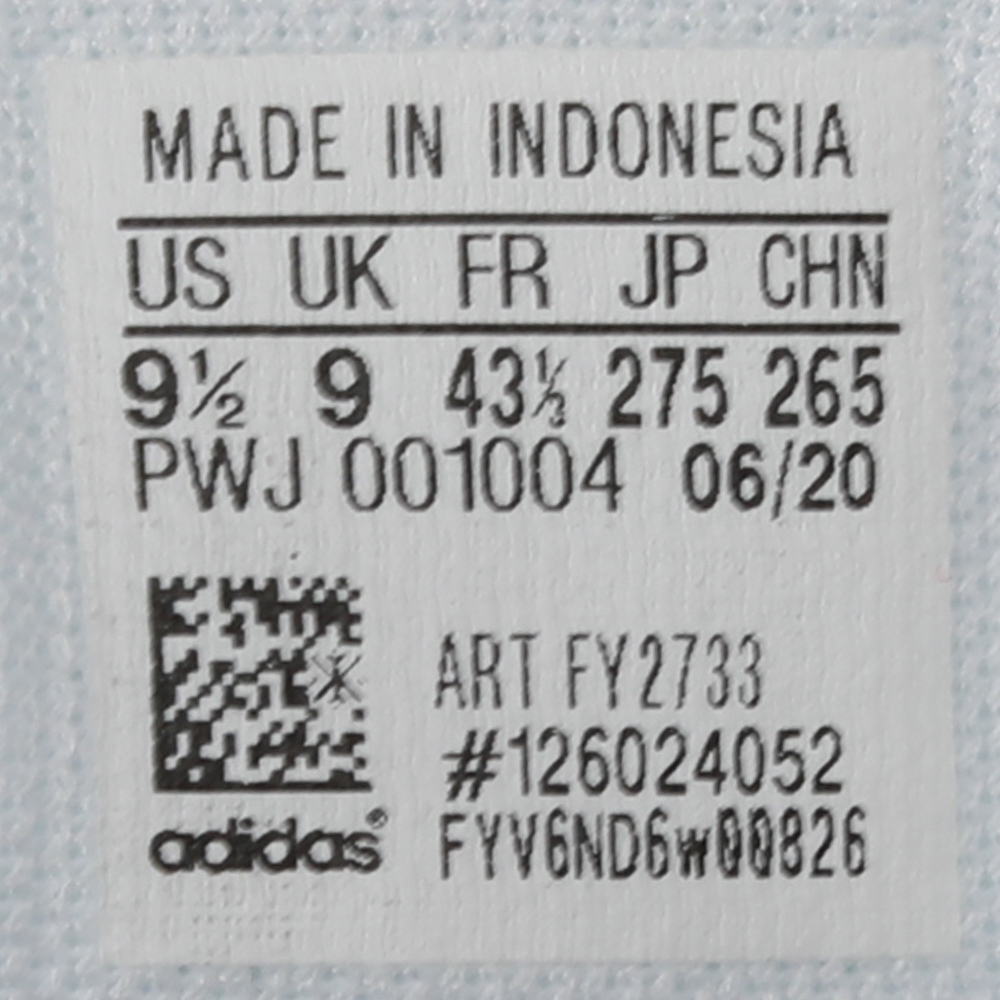 MADE IN INDONESIA
US UK FR JP CHN
9½ 9 43⅓ 275 265
PWJ 001004 06/20
ART FY2733
#126024052
FYV6ND6w00826
adidas®